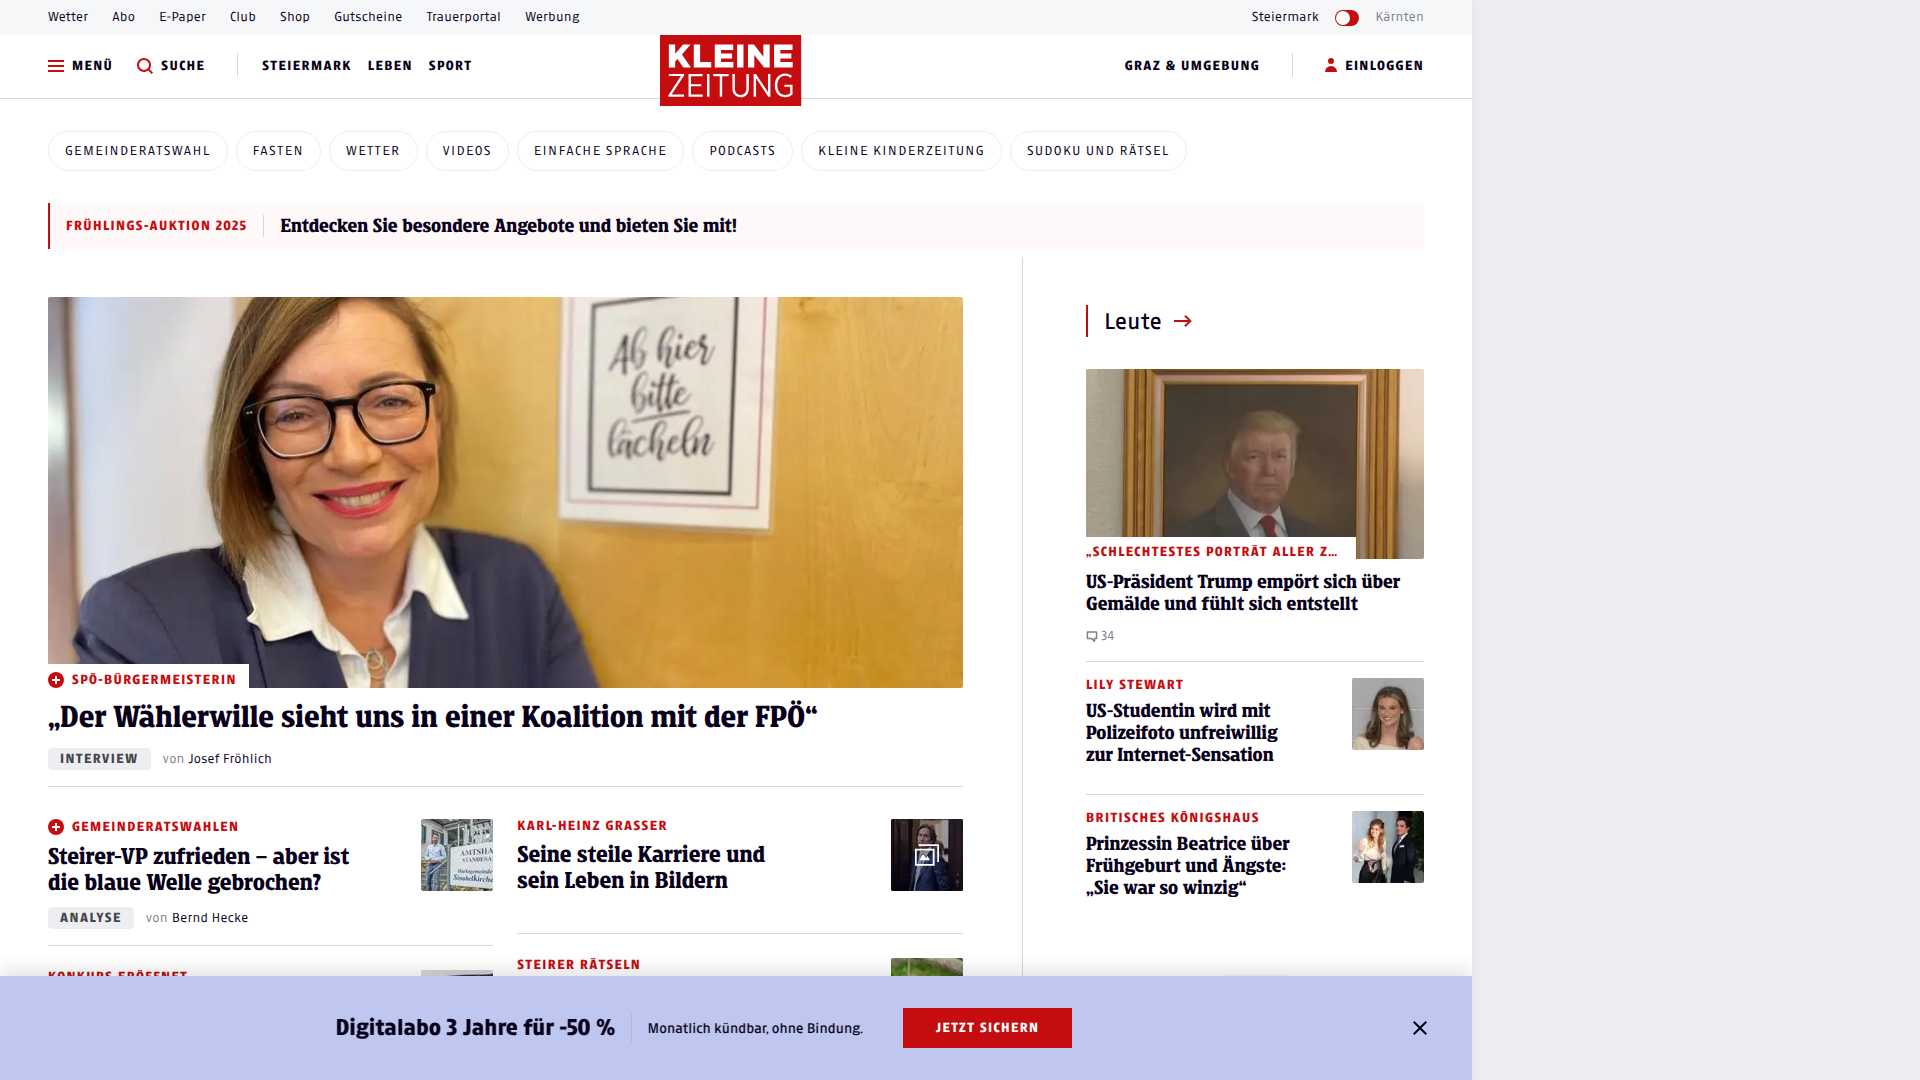 Wetter Abo E-Paper Club Shop Gutscheine Trauerportal Werbung Steiermark Kärnten
MENÜ SUCHE STEIERMARK LEBEN SPORT KLEINE ZEITUNG GRAZ & UMGEBUNG EINLOGGEN
GEMEINDERATSWAHL FASTEN WETTER VIDEOS EINFACHE SPRACHE PODCASTS KLEINE KINDERZEITUNG SUDOKU UND RÄTSEL
FRÜHLINGS-AUKTION 2025 Entdecken Sie besondere Angebote und bieten Sie mit!
Ab hier
bitte
lächeln
SPÖ-BÜRGERMEISTERIN
„Der Wählerwille sieht uns in einer Koalition mit der FPÖ“
INTERVIEW von Josef Fröhlich
GEMEINDERATSWAHLEN
Steirer-VP zufrieden – aber ist
die blaue Welle gebrochen?
ANALYSE von Bernd Hecke
KARL-HEINZ GRASSER
Seine steile Karriere und
sein Leben in Bildern
KONKURS ERÖFFNET
STEIRER RÄTSELN
Leute
„SCHLECHTESTES PORTRÄT ALLER Z...
US-Präsident Trump empört sich über
Gemälde und fühlt sich entstellt
34
LILY STEWART
US-Studentin wird mit
Polizeifoto unfreiwillig
zur Internet-Sensation
BRITISCHES KÖNIGSHAUS
Prinzessin Beatrice über
Frühgeburt und Ängste:
„Sie war so winzig“
Digitalabo 3 Jahre für -50 % Monatlich kündbar, ohne Bindung. JETZT SICHERN